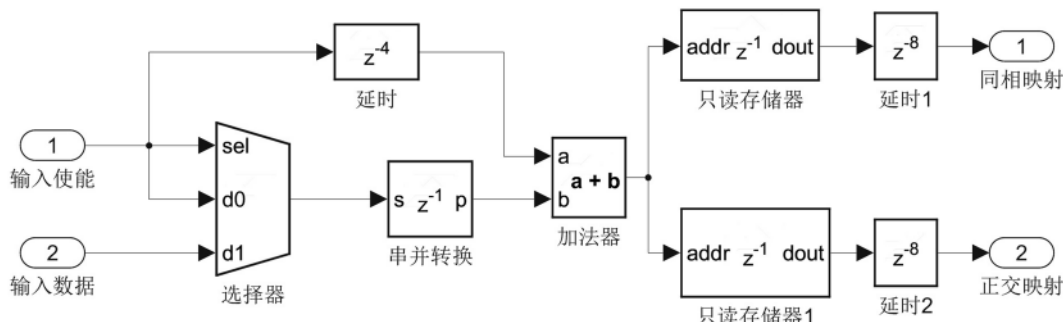 z⁻⁴
延时
1
输入使能
2
输入数据
sel
d0
d1
选择器
s z⁻¹ p
串并转换
a
b
a + b
加法器
addr z⁻¹ dout
只读存储器
z⁻⁸
延时1
1
同相映射
addr z⁻¹ dout
只读存储器1
z⁻⁸
延时2
2
正交映射